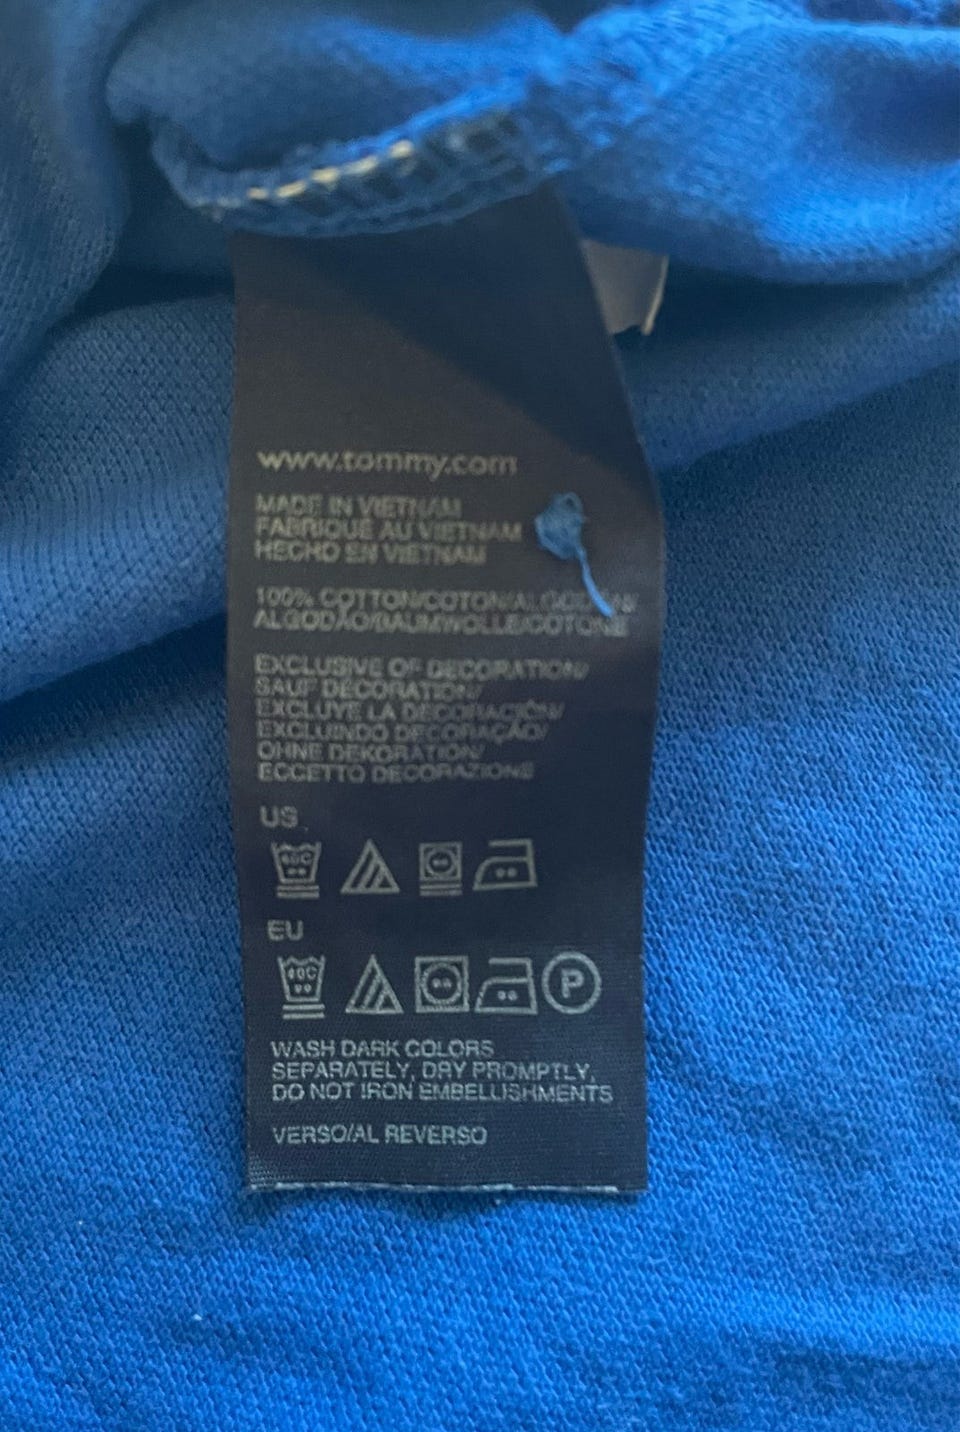 www.tommy.com
MADE IN VIETNAM
FABRIQUÉ AU VIETNAM
HECHO EN VIETNAM
100% COTTON/COTON/ALGODÓN/
ALGODÃO/BAUMWOLLE/COTONE
EXCLUSIVE OF DECORATION/
SAUF DÉCORATION/
EXCLUYE LA DECORACIÓN/
EXCLUINDO DECORAÇÃO/
OHNE DEKORATION/
ECCETTO DECORAZIONE
US
40C
EU
40C P
WASH DARK COLORS
SEPARATELY, DRY PROMPTLY,
DO NOT IRON EMBELLISHMENTS
VERSO/AL REVERSO